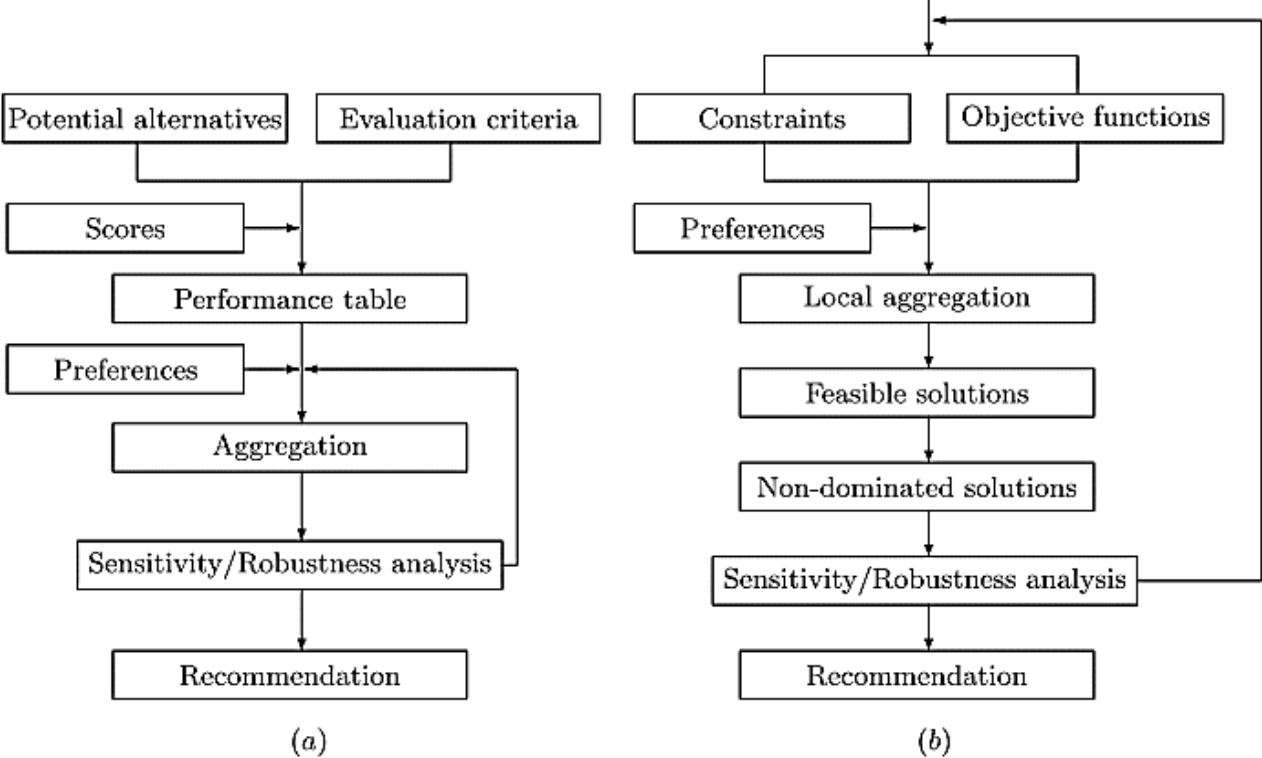 Potential alternatives
Evaluation criteria
Scores
Performance table
Preferences
Aggregation
Sensitivity/Robustness analysis
Recommendation
(a)
Constraints
Objective functions
Preferences
Local aggregation
Feasible solutions
Non-dominated solutions
Sensitivity/Robustness analysis
Recommendation
(b)